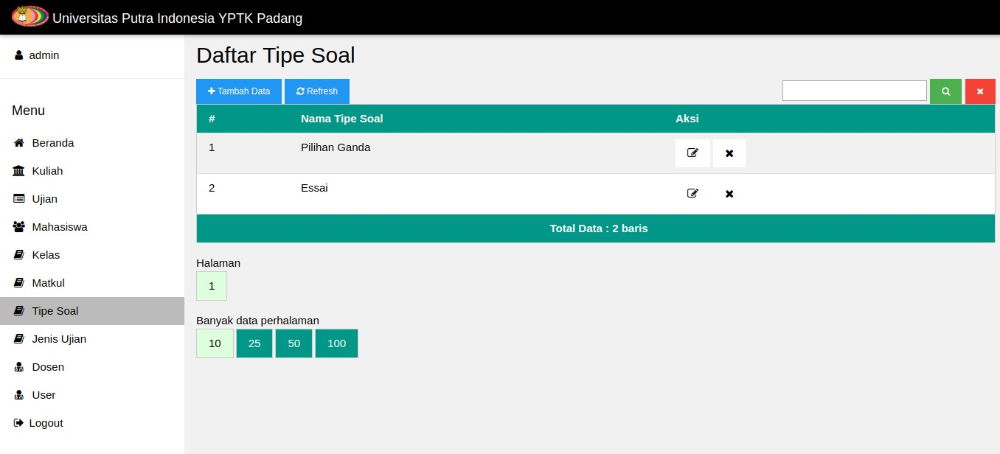 Universitas Putra Indonesia YPTK Padang
admin
Menu
Beranda
Kuliah
Ujian
Mahasiswa
Kelas
Matkul
Tipe Soal
Jenis Ujian
Dosen
User
Logout
Daftar Tipe Soal
Tambah Data Refresh
# Nama Tipe Soal Aksi
1 Pilihan Ganda
2 Essai
Total Data : 2 baris
Halaman
1
Banyak data perhalaman
10 25 50 100